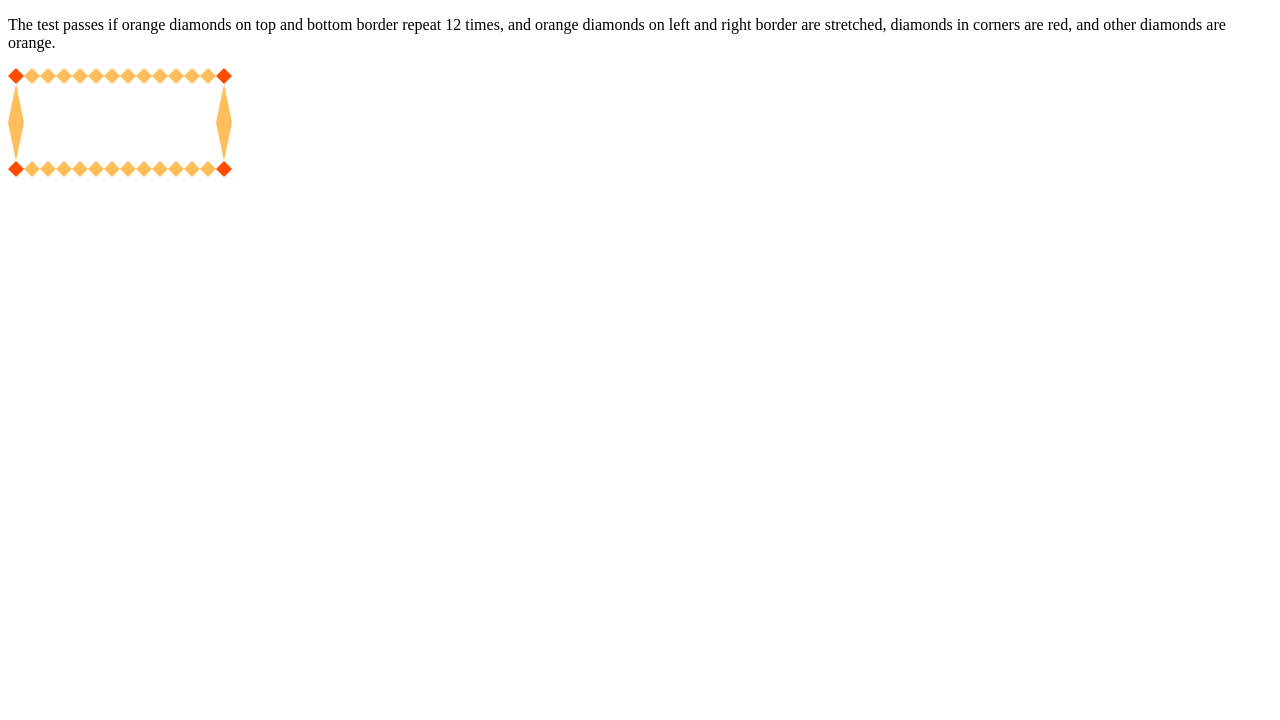 The test passes if orange diamonds on top and bottom border repeat 12 times, and orange diamonds on left and right border are stretched, diamonds in corners are red, and other diamonds are
orange.